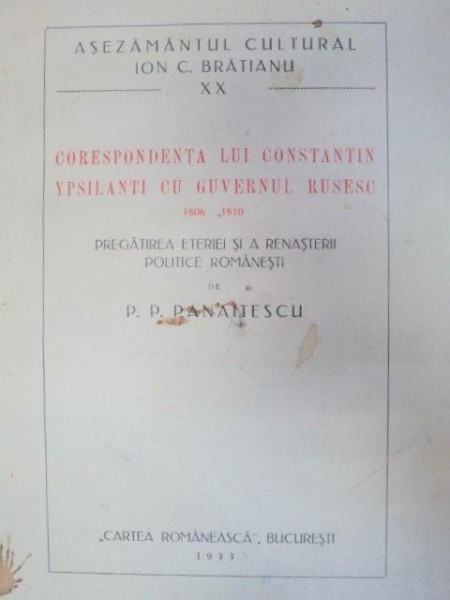 AȘEZĂMÂNTUL CULTURAL
ION C. BRĂTIANU
XX
CORESPONDENȚA LUI CONSTANTIN
YPSILANTI CU GUVERNUL RUSESC
1806 1810
PREGĂTIREA ETERIEI ȘI A RENAȘTERII
POLITICE ROMÂNEȘTI
DE
P. P. PANAITESCU
„CARTEA ROMÂNEASCĂ”, BUCUREȘTI
1933